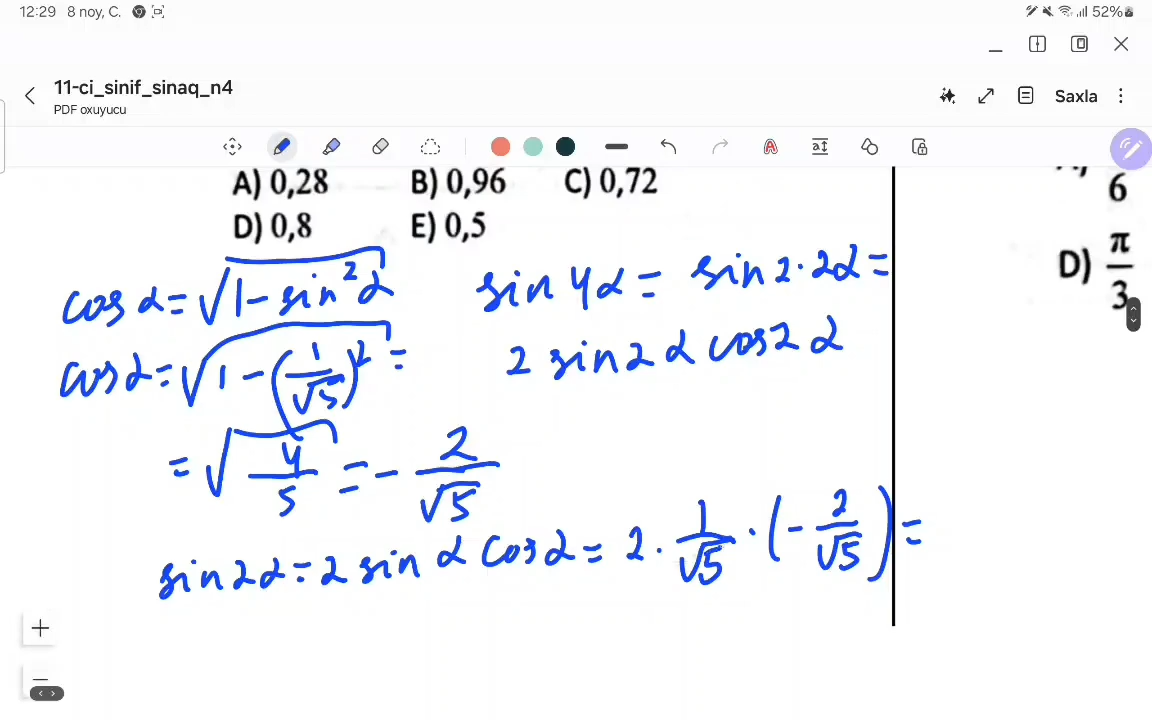 12:29 8 noy, C. 52%
11-ci_sinif_sinaq_n4
PDF oxuyucu
Saxla
A) 0,28 B) 0,96 C) 0,72
D) 0,8 E) 0,5
6
D) π/3
cos α = √(1 - sin²α)
cos α = √(1 - (1/√5)²) =
= √(4/5) = - 2/√5
sin 4α = sin 2·2α =
2 sin 2α cos 2α
sin 2α = 2 sin α cos α = 2 · 1/√5 · (- 2/√5) =